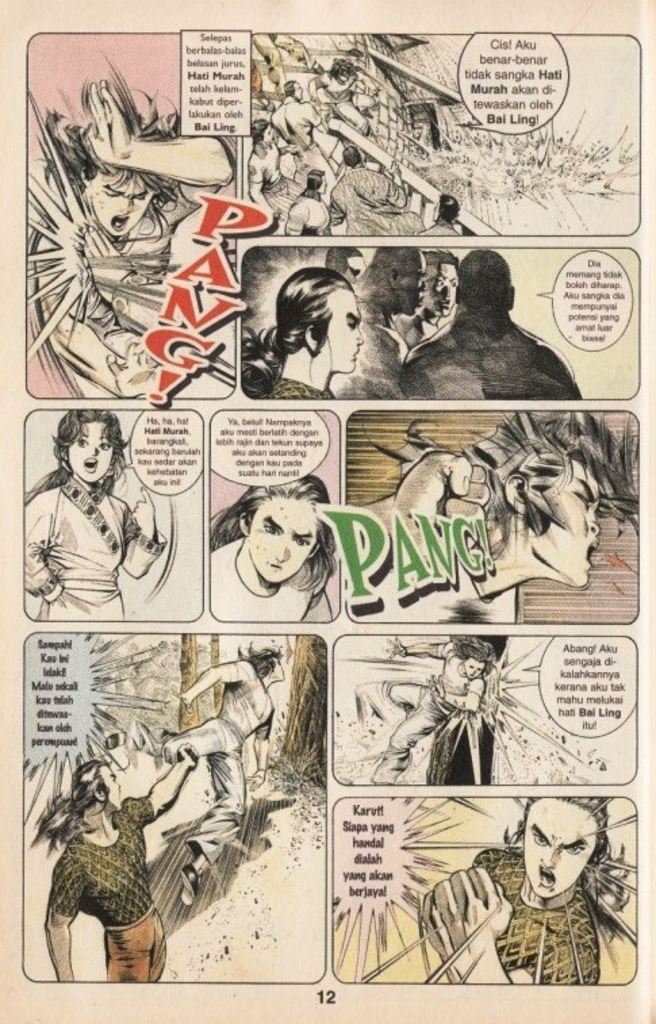 Selepas
berbalas-balas
belasan jurus,
Hati Murah
telah kelam-
kabut diper-
lakukan oleh
Bai Ling.
Cis! Aku
benar-benar
tidak sangka Hati
Murah akan di-
tewaskan oleh
Bai Ling!
PANG!
Dia
memang tidak
boleh diharap.
Aku sangka dia
mempunyai
potensi yang
amat luar
biasa!
Ha, ha, ha!
Hati Murah,
barangkali,
sekarang barulah
kau sedar akan
kehebatan
aku ini!
Ya, betul! Nampaknya
aku mesti berlatih dengan
lebih rajin dan tekun supaya
aku akan setanding
dengan kau pada
suatu hari nanti!
PANG!
Sampah!
Kau ini
lelaki!
Malu sekali
kau telah
ditewas-
kan oleh
perempuan!
Abang! Aku
sengaja di-
kalahkannya
kerana aku tak
mahu melukai
hati Bai Ling
itu!
Karut!
Siapa yang
handal
dialah
yang akan
berjaya!
12